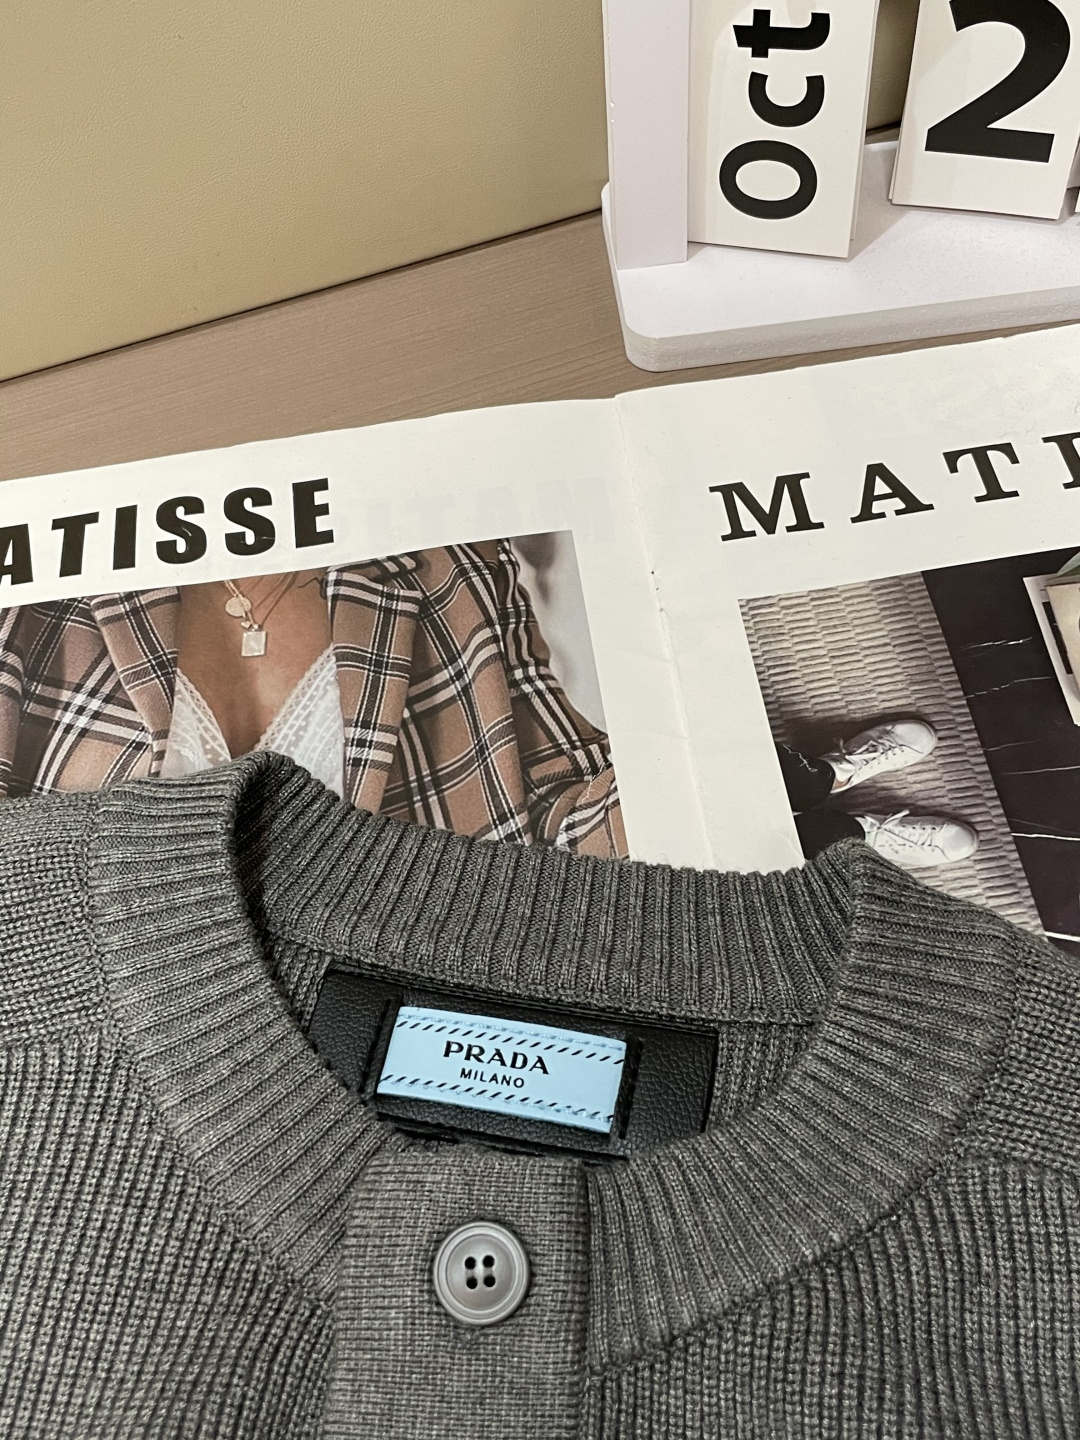 Oct
2
ATISSE
MATI
PRADA
MILANO